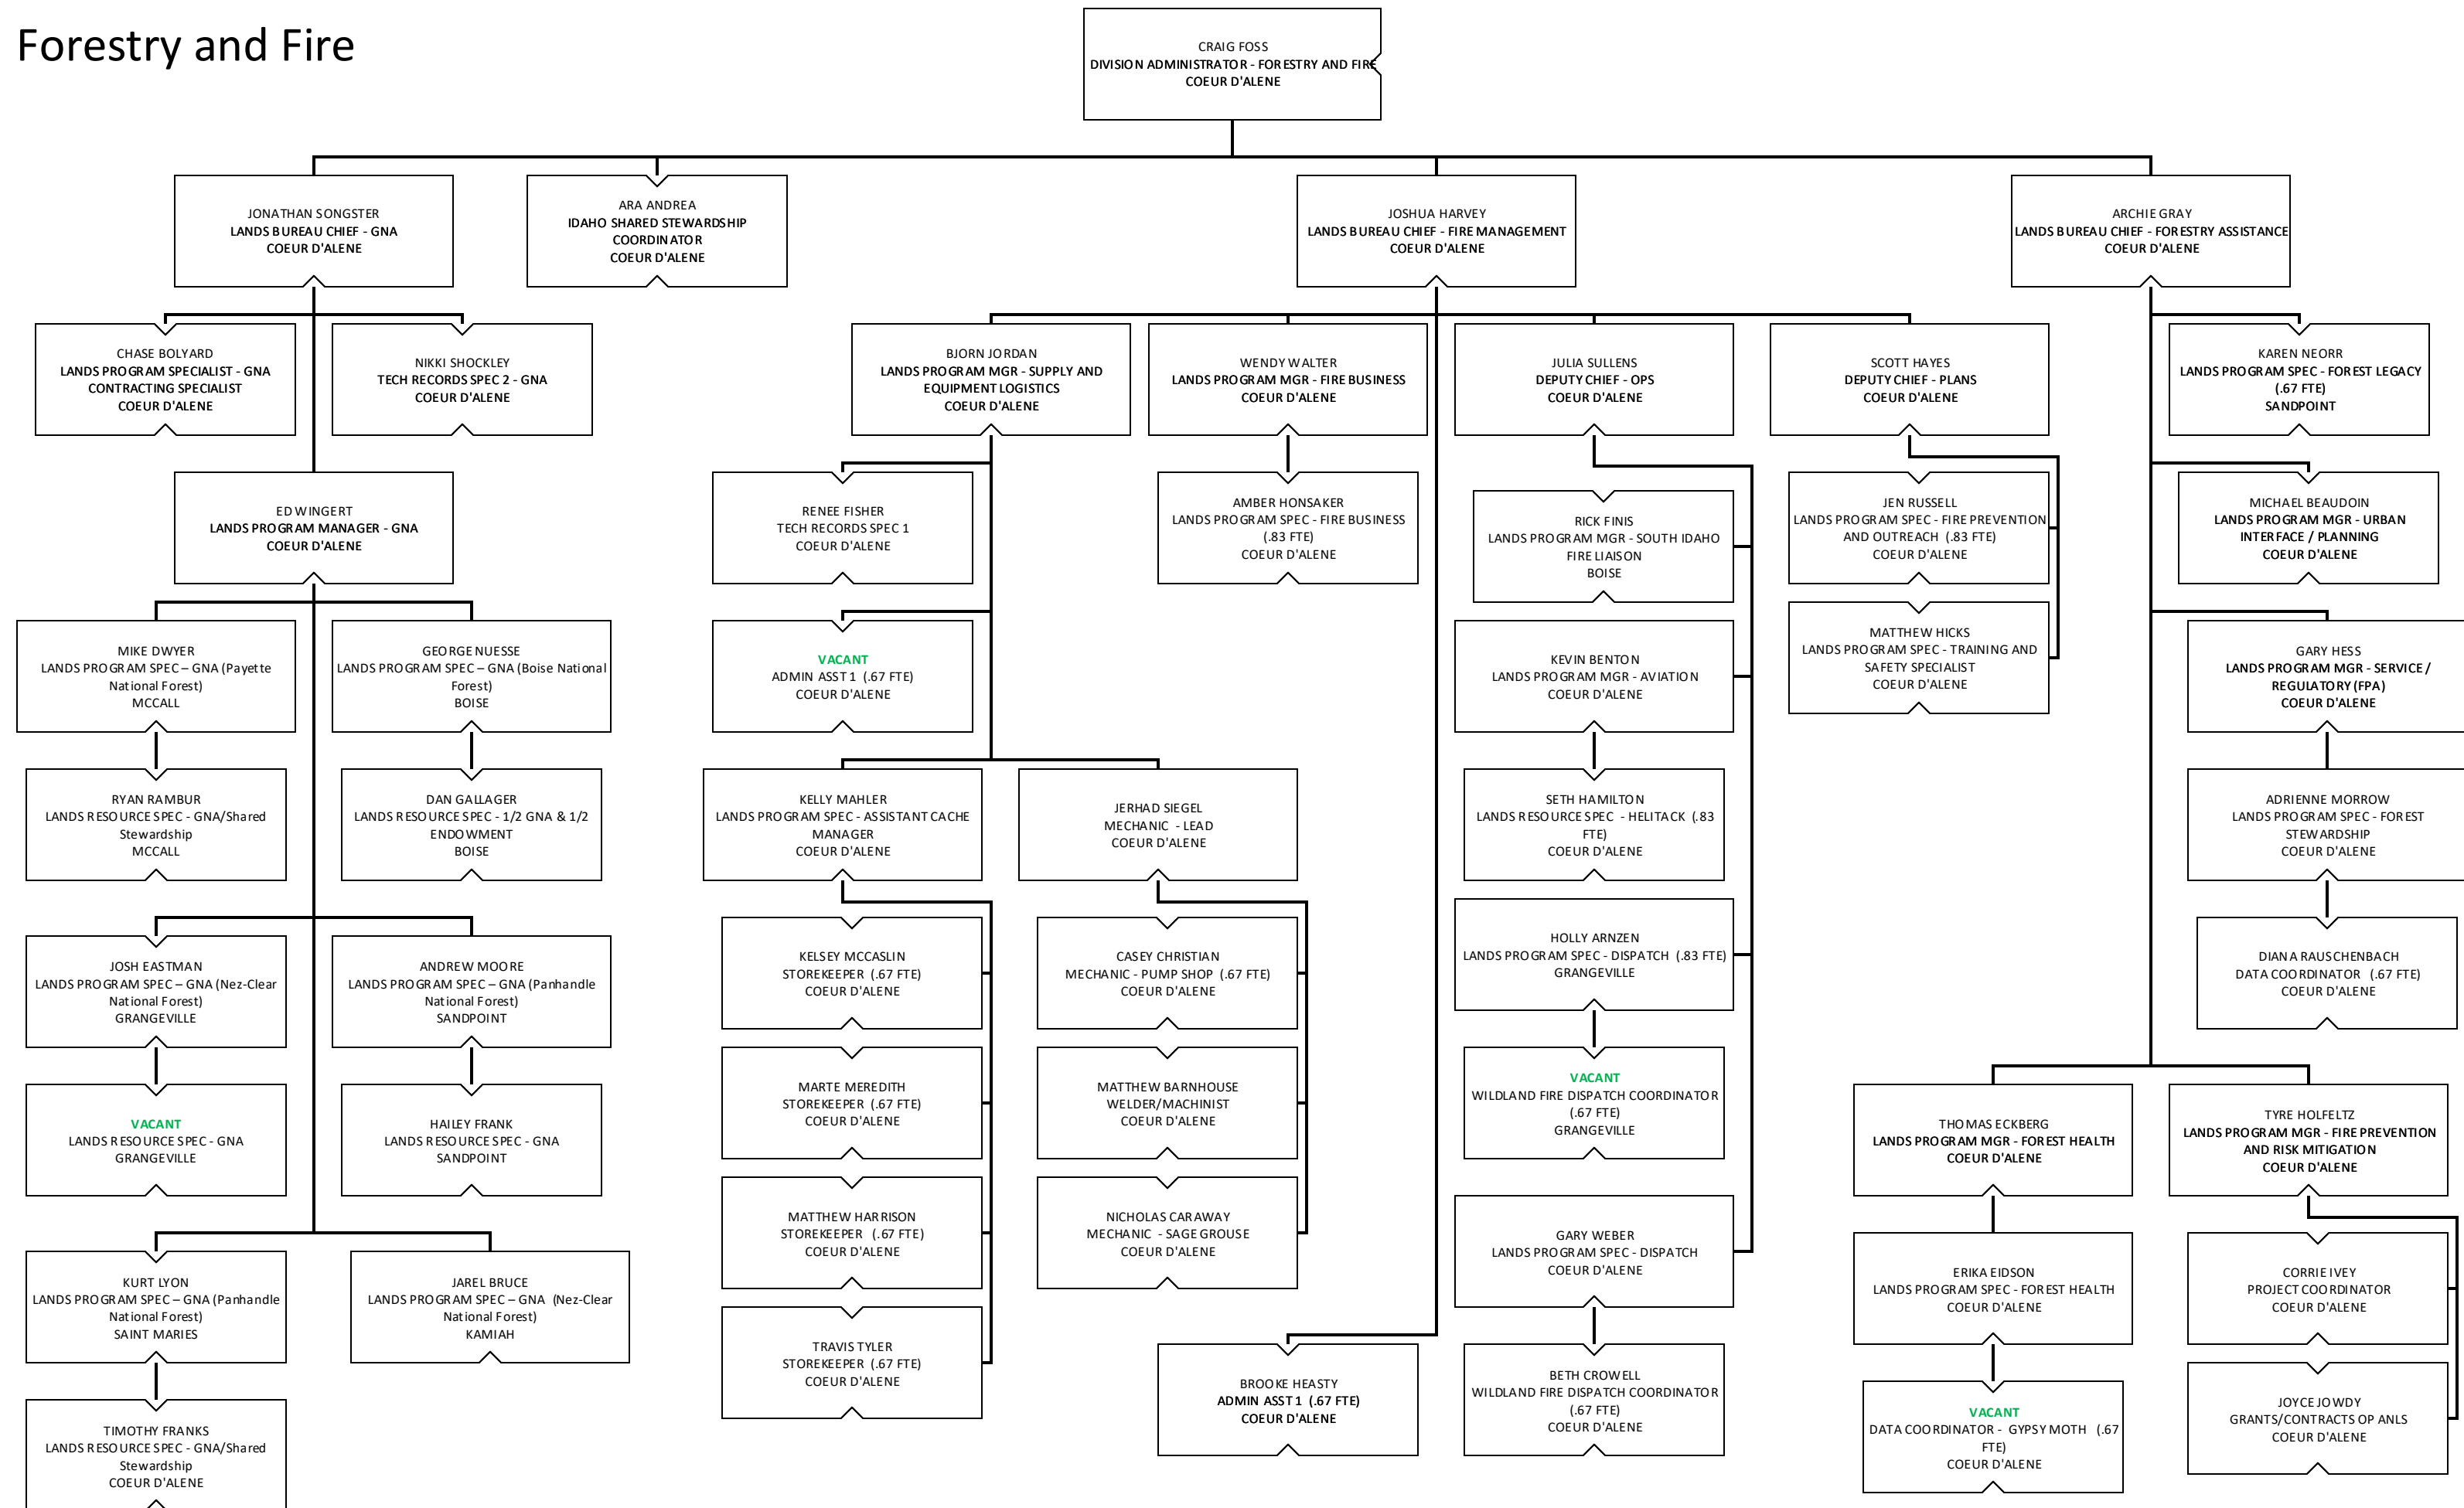 Forestry and Fire
CRAIG FOSS
DIVISION ADMINISTRATOR - FORESTRY AND FIRE
COEUR D'ALENE
JONATHAN SONGSTER
LANDS BUREAU CHIEF - GNA
COEUR D'ALENE
ARA ANDREA
IDAHO SHARED STEWARDSHIP
COORDINATOR
COEUR D'ALENE
JOSHUA HARVEY
LANDS BUREAU CHIEF - FIRE MANAGEMENT
COEUR D'ALENE
ARCHIE GRAY
LANDS BUREAU CHIEF - FORESTRY ASSISTANCE
COEUR D'ALENE
CHASE BOLYARD
LANDS PROGRAM SPECIALIST - GNA
CONTRACTING SPECIALIST
COEUR D'ALENE
NIKKI SHOCKLEY
TECH RECORDS SPEC 2 - GNA
COEUR D'ALENE
BJORN JORDAN
LANDS PROGRAM MGR - SUPPLY AND
EQUIPMENT LOGISTICS
COEUR D'ALENE
WENDY WALTER
LANDS PROGRAM MGR - FIRE BUSINESS
COEUR D'ALENE
JULIA SULLENS
DEPUTY CHIEF - OPS
COEUR D'ALENE
SCOTT HAYES
DEPUTY CHIEF - PLANS
COEUR D'ALENE
KAREN NEORR
LANDS PROGRAM SPEC - FOREST LEGACY
(.67 FTE)
SANDPOINT
ED WINGERT
LANDS PROGRAM MANAGER - GNA
COEUR D'ALENE
RENEE FISHER
TECH RECORDS SPEC 1
COEUR D'ALENE
AMBER HONSAKER
LANDS PROGRAM SPEC - FIRE BUSINESS
(.83 FTE)
COEUR D'ALENE
RICK FINIS
LANDS PROGRAM MGR - SOUTH IDAHO
FIRE LIAISON
BOISE
JEN RUSSELL
LANDS PROGRAM SPEC - FIRE PREVENTION
AND OUTREACH (.83 FTE)
COEUR D'ALENE
MICHAEL BEAUDOIN
LANDS PROGRAM MGR - URBAN
INTERFACE / PLANNING
COEUR D'ALENE
MIKE DWYER
LANDS PROGRAM SPEC – GNA (Payette
National Forest)
MCCALL
GEORGE NUESSE
LANDS PROGRAM SPEC – GNA (Boise National
Forest)
BOISE
VACANT
ADMIN ASST 1 (.67 FTE)
COEUR D'ALENE
KEVIN BENTON
LANDS PROGRAM MGR - AVIATION
COEUR D'ALENE
MATTHEW HICKS
LANDS PROGRAM SPEC - TRAINING AND
SAFETY SPECIALIST
COEUR D'ALENE
GARY HESS
LANDS PROGRAM MGR - SERVICE /
REGULATORY (FPA)
COEUR D'ALENE
RYAN RAMBUR
LANDS RESOURCE SPEC - GNA/Shared
Stewardship
MCCALL
DAN GALLAGER
LANDS RESOURCE SPEC - 1/2 GNA & 1/2
ENDOWMENT
BOISE
KELLY MAHLER
LANDS PROGRAM SPEC - ASSISTANT CACHE
MANAGER
COEUR D'ALENE
JERHAD SIEGEL
MECHANIC - LEAD
COEUR D'ALENE
SETH HAMILTON
LANDS RESOURCE SPEC - HELITACK (.83
FTE)
COEUR D'ALENE
ADRIENNE MORROW
LANDS PROGRAM SPEC - FOREST
STEWARDSHIP
COEUR D'ALENE
JOSH EASTMAN
LANDS PROGRAM SPEC – GNA (Nez-Clear
National Forest)
GRANGEVILLE
ANDREW MOORE
LANDS PROGRAM SPEC – GNA (Panhandle
National Forest)
SANDPOINT
KELSEY MCCASLIN
STOREKEEPER (.67 FTE)
COEUR D'ALENE
CASEY CHRISTIAN
MECHANIC - PUMP SHOP (.67 FTE)
COEUR D'ALENE
HOLLY ARNZEN
LANDS PROGRAM SPEC - DISPATCH (.83 FTE)
GRANGEVILLE
DIANA RAUSCHENBACH
DATA COORDINATOR (.67 FTE)
COEUR D'ALENE
VACANT
LANDS RESOURCE SPEC - GNA
GRANGEVILLE
HAILEY FRANK
LANDS RESOURCE SPEC - GNA
SANDPOINT
MARTE MEREDITH
STOREKEEPER (.67 FTE)
COEUR D'ALENE
MATTHEW BARNHOUSE
WELDER/MACHINIST
COEUR D'ALENE
VACANT
WILDLAND FIRE DISPATCH COORDINATOR
(.67 FTE)
GRANGEVILLE
THOMAS ECKBERG
LANDS PROGRAM MGR - FOREST HEALTH
COEUR D'ALENE
TYRE HOLFELTZ
LANDS PROGRAM MGR - FIRE PREVENTION
AND RISK MITIGATION
COEUR D'ALENE
MATTHEW HARRISON
STOREKEEPER (.67 FTE)
COEUR D'ALENE
NICHOLAS CARAWAY
MECHANIC - SAGE GROUSE
COEUR D'ALENE
GARY WEBER
LANDS PROGRAM SPEC - DISPATCH
COEUR D'ALENE
KURT LYON
LANDS PROGRAM SPEC – GNA (Panhandle
National Forest)
SAINT MARIES
JAREL BRUCE
LANDS PROGRAM SPEC – GNA (Nez-Clear
National Forest)
KAMIAH
ERIKA EIDSON
LANDS PROGRAM SPEC - FOREST HEALTH
COEUR D'ALENE
CORRIE IVEY
PROJECT COORDINATOR
COEUR D'ALENE
TRAVIS TYLER
STOREKEEPER (.67 FTE)
COEUR D'ALENE
BROOKE HEASTY
ADMIN ASST 1 (.67 FTE)
COEUR D'ALENE
BETH CROWELL
WILDLAND FIRE DISPATCH COORDINATOR
(.67 FTE)
COEUR D'ALENE
VACANT
DATA COORDINATOR - GYPSY MOTH (.67
FTE)
COEUR D'ALENE
JOYCE JOWDY
GRANTS/CONTRACTS OP ANLS
COEUR D'ALENE
TIMOTHY FRANKS
LANDS RESOURCE SPEC - GNA/Shared
Stewardship
COEUR D'ALENE